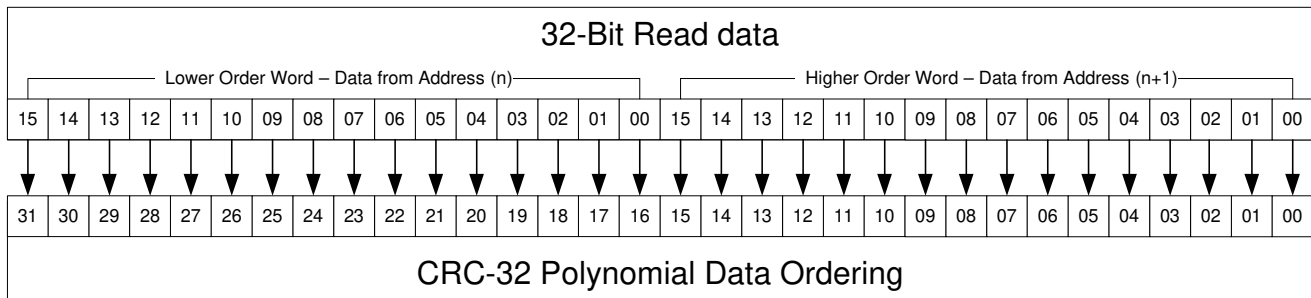 32-Bit Read data
Lower Order Word – Data from Address (n) Higher Order Word – Data from Address (n+1)
15 14 13 12 11 10 09 08 07 06 05 04 03 02 01 00 15 14 13 12 11 10 09 08 07 06 05 04 03 02 01 00
31 30 29 28 27 26 25 24 23 22 21 20 19 18 17 16 15 14 13 12 11 10 09 08 07 06 05 04 03 02 01 00
CRC-32 Polynomial Data Ordering